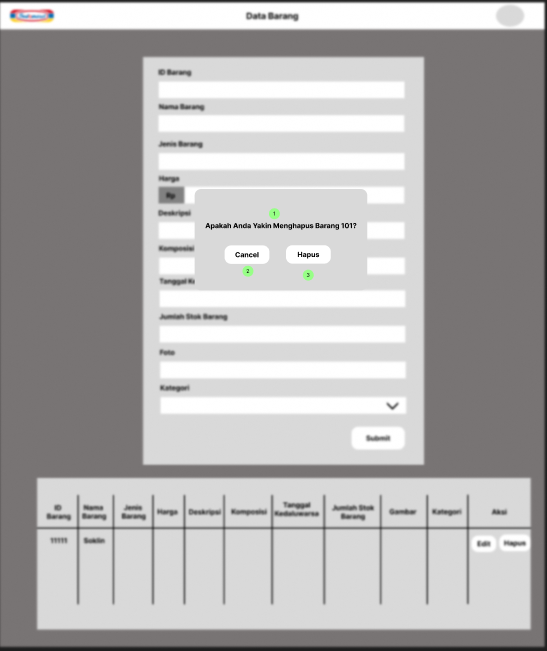 Data Barang
ID Barang
Nama Barang
Jenis Barang
Harga
Rp
Deskripsi
1
Apakah Anda Yakin Menghapus Barang 101?
Komposisi
Cancel
Hapus
2
3
Tanggal
Jumlah Stok Barang
Foto
Kategori
Submit
ID Barang
Nama Barang
Jenis Barang
Harga
Deskripsi
Komposisi
Tanggal Kedaluwarsa
Jumlah Stok Barang
Gambar
Kategori
Aksi
11111
Soklin
Edit
Hapus